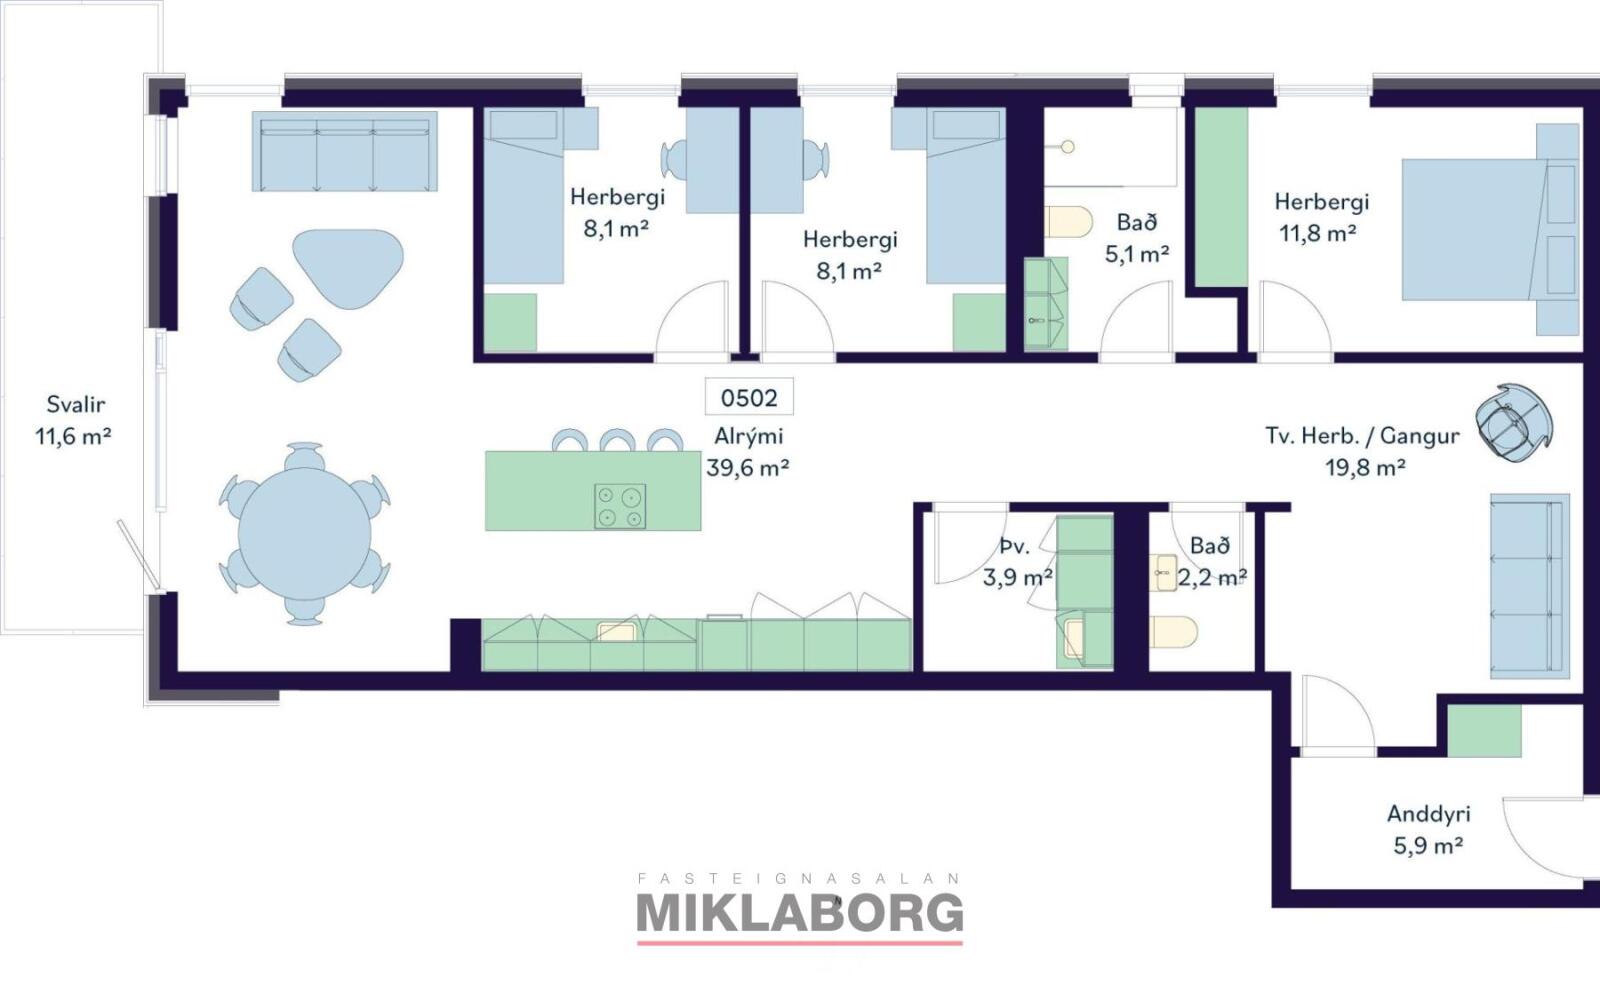 Herbergi
8,1 m²
Herbergi
8,1 m²
Bað
5,1 m²
Herbergi
11,8 m²
Svalir
11,6 m²
0502
Alrými
39,6 m²
Tv. Herb. / Gangur
19,8 m²
Þv.
3,9 m²
Bað
2,2 m²
Anddyri
5,9 m²
FASTEIGNASALAN
MIKLABORG